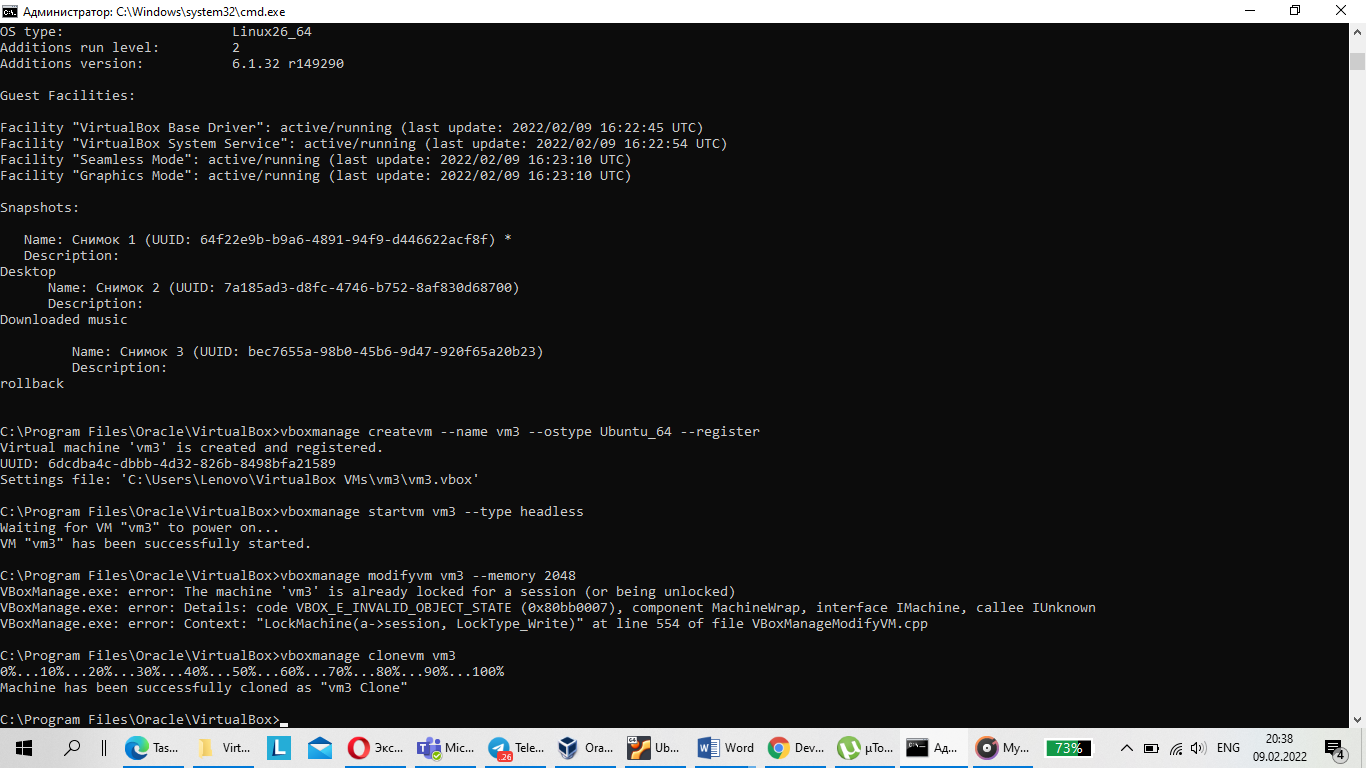 Администратор: C:\Windows\system32\cmd.exe
OS type: Linux26_64
Additions run level: 2
Additions version: 6.1.32 r149290
Guest Facilities:
Facility "VirtualBox Base Driver": active/running (last update: 2022/02/09 16:22:45 UTC)
Facility "VirtualBox System Service": active/running (last update: 2022/02/09 16:22:54 UTC)
Facility "Seamless Mode": active/running (last update: 2022/02/09 16:23:10 UTC)
Facility "Graphics Mode": active/running (last update: 2022/02/09 16:23:10 UTC)
Snapshots:
Name: Снимок 1 (UUID: 64f22e9b-b9a6-4891-94f9-d446622acf8f) *
Description:
Desktop
Name: Снимок 2 (UUID: 7a185ad3-d8fc-4746-b752-8af830d68700)
Description:
Downloaded music
Name: Снимок 3 (UUID: bec7655a-98b0-45b6-9d47-920f65a20b23)
Description:
rollback
C:\Program Files\Oracle\VirtualBox>vboxmanage createvm --name vm3 --ostype Ubuntu_64 --register
Virtual machine 'vm3' is created and registered.
UUID: 6dcdba4c-dbbb-4d32-826b-8498bfa21589
Settings file: 'C:\Users\Lenovo\VirtualBox VMs\vm3\vm3.vbox'
C:\Program Files\Oracle\VirtualBox>vboxmanage startvm vm3 --type headless
Waiting for VM "vm3" to power on...
VM "vm3" has been successfully started.
C:\Program Files\Oracle\VirtualBox>vboxmanage modifyvm vm3 --memory 2048
VBoxManage.exe: error: The machine 'vm3' is already locked for a session (or being unlocked)
VBoxManage.exe: error: Details: code VBOX_E_INVALID_OBJECT_STATE (0x80bb0007), component MachineWrap, interface IMachine, callee IUnknown
VBoxManage.exe: error: Context: "LockMachine(a->session, LockType_Write)" at line 554 of file VBoxManageModifyVM.cpp
C:\Program Files\Oracle\VirtualBox>vboxmanage clonevm vm3
0%...10%...20%...30%...40%...50%...60%...70%...80%...90%...100%
Machine has been successfully cloned as "vm3 Clone"
C:\Program Files\Oracle\VirtualBox>
Tas... Virt... L Экс... Mic... 26 Tele... Ora... 64 Ub... Word Dev... µTo... Ад... My... 73% ENG 20:38
09.02.2022 4